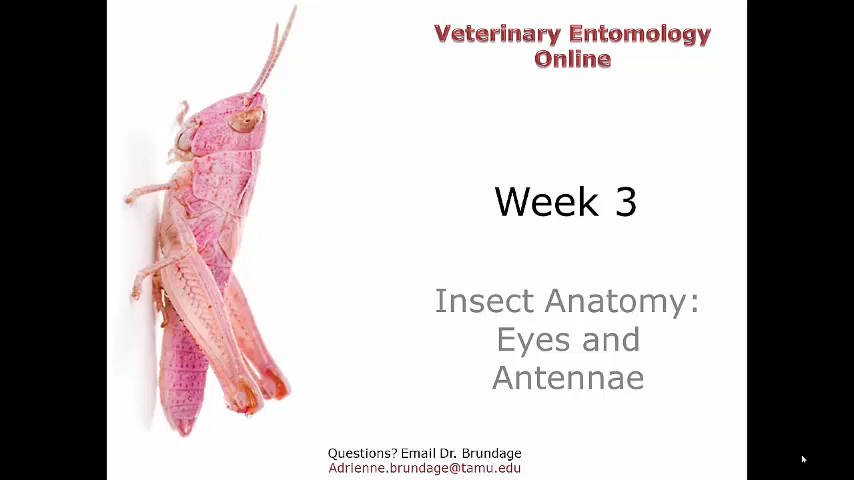 Veterinary Entomology
Online
Week 3
Insect Anatomy:
Eyes and
Antennae
Questions? Email Dr. Brundage
Adrienne.brundage@tamu.edu